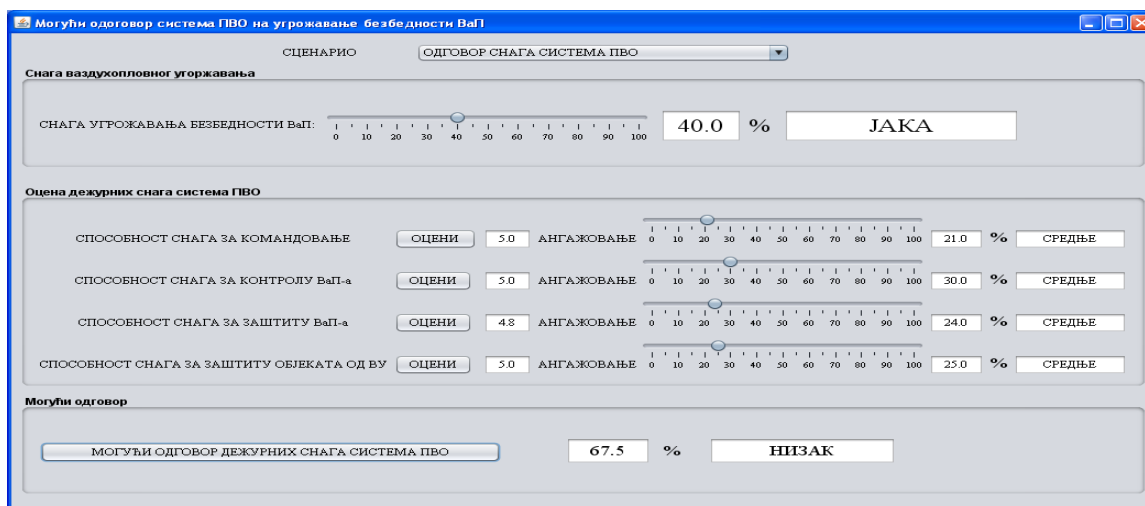 Могући одоговор система ПВО на угрожавање безбедности ВаП
СЦЕНАРИО ОДГОВОР СНАГА СИСТЕМА ПВО
Снага ваздухопловног угоржавања
СНАГА УГРОЖАВАЊА БЕЗБЕДНОСТИ ВаП: 40.0 % ЈАКА
0 10 20 30 40 50 60 70 80 90 100
Оцена дежурних снага система ПВО
СПОСОБНОСТ СНАГА ЗА КОМАНДОВАЊЕ ОЦЕНИ 5.0 АНГАЖОВАЊЕ 0 10 20 30 40 50 60 70 80 90 100 21.0 % СРЕДЊЕ
СПОСОБНОСТ СНАГА ЗА КОНТРОЛУ ВаП-а ОЦЕНИ 5.0 АНГАЖОВАЊЕ 0 10 20 30 40 50 60 70 80 90 100 30.0 % СРЕДЊЕ
СПОСОБНОСТ СНАГА ЗА ЗАШТИТУ ВаП-а ОЦЕНИ 4.8 АНГАЖОВАЊЕ 0 10 20 30 40 50 60 70 80 90 100 24.0 % СРЕДЊЕ
СПОСОБНОСТ СНАГА ЗА ЗАШТИТУ ОБЈЕКАТА ОД ВУ ОЦЕНИ 5.0 АНГАЖОВАЊЕ 0 10 20 30 40 50 60 70 80 90 100 25.0 % СРЕДЊЕ
Могући одговор
МОГУЋИ ОДГОВОР ДЕЖУРНИХ СНАГА СИСТЕМА ПВО 67.5 % НИЗАК